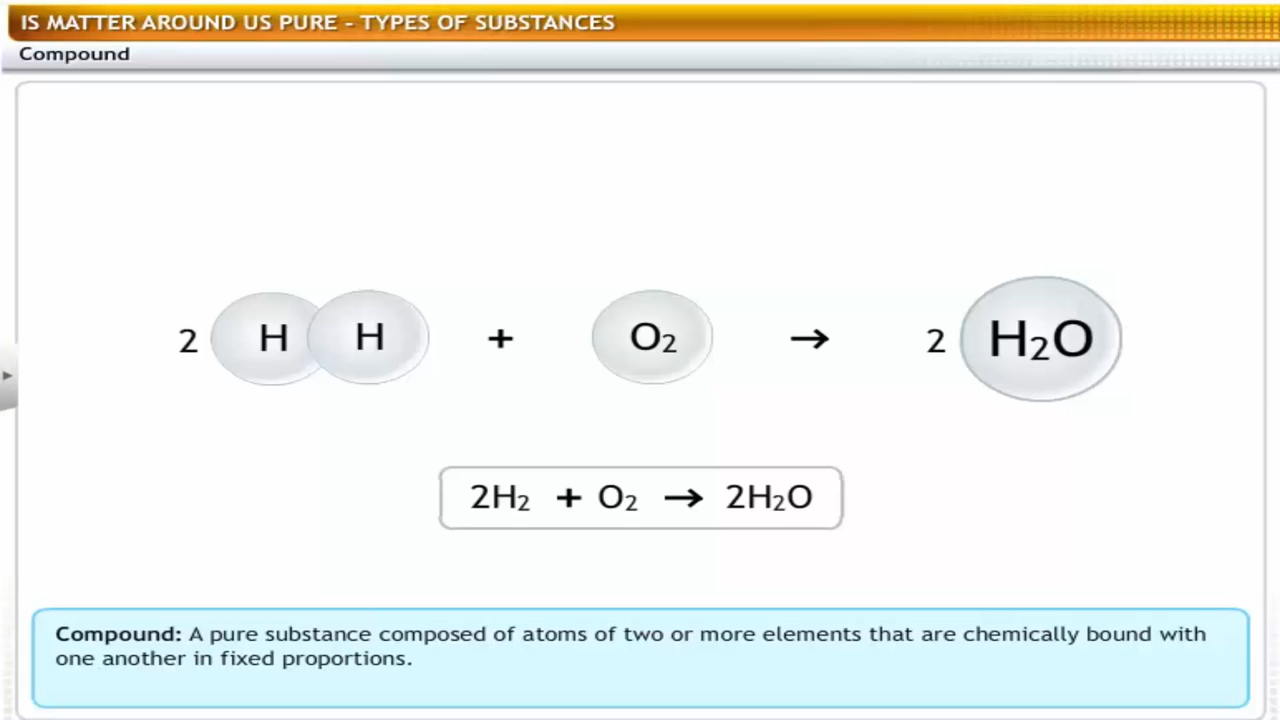 IS MATTER AROUND US PURE - TYPES OF SUBSTANCES
Compound
2 H H + O₂ → 2 H₂O
2H₂ + O₂ → 2H₂O
Compound: A pure substance composed of atoms of two or more elements that are chemically bound with
one another in fixed proportions.